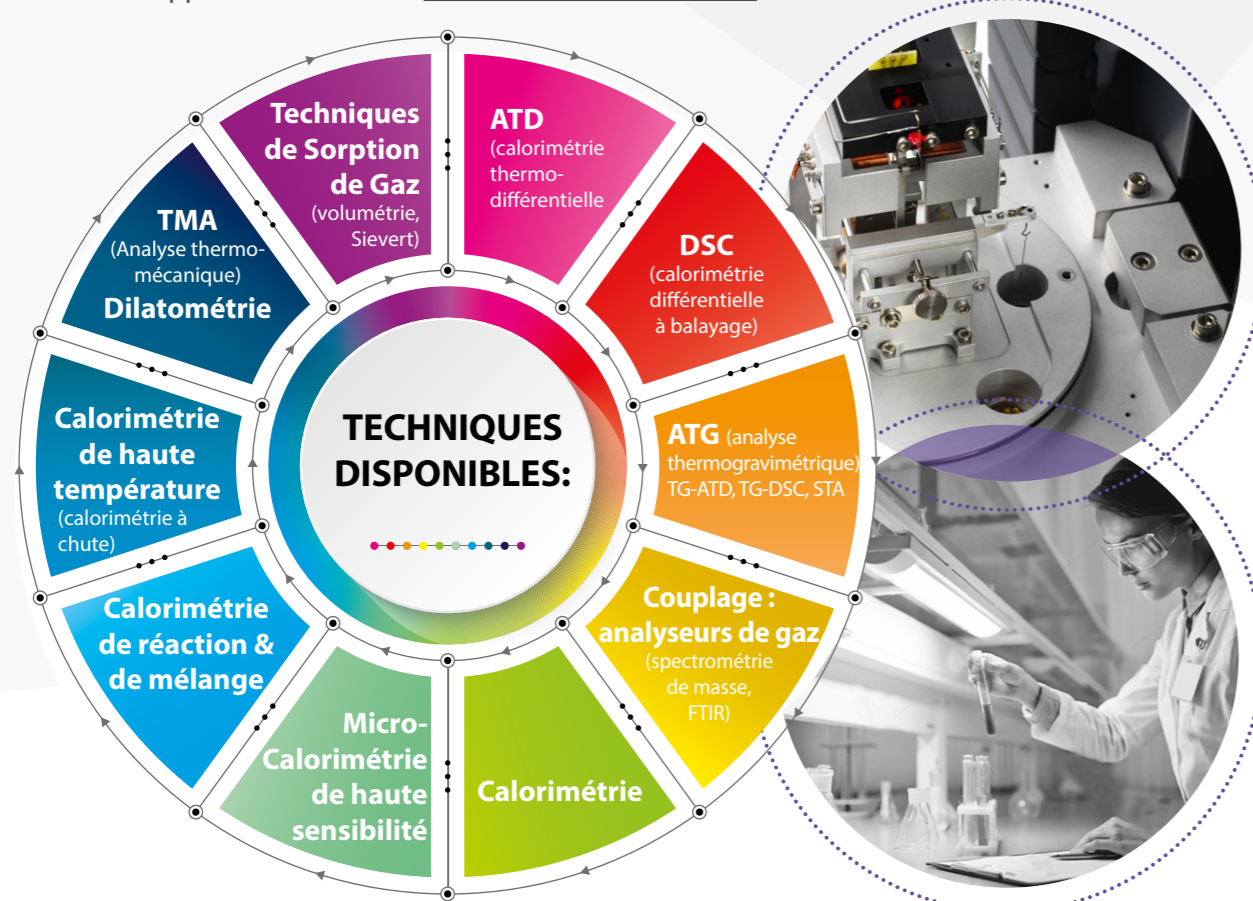 TECHNIQUES
DISPONIBLES:
ATD
(calorimétrie
thermo-
différentielle
DSC
(calorimétrie
différentielle
à balayage)
ATG (analyse
thermogravimétrique)
TG-ATD, TG-DSC, STA
Couplage :
analyseurs de gaz
(spectrométrie
de masse,
FTIR)
Calorimétrie
Micro-
Calorimétrie
de haute
sensibilité
Calorimétrie
de réaction &
de mélange
Calorimétrie
de haute
température
(calorimétrie à
chute)
TMA
(Analyse thermo-
mécanique)
Dilatométrie
Techniques
de Sorption
de Gaz
(volumétrie,
Sievert)